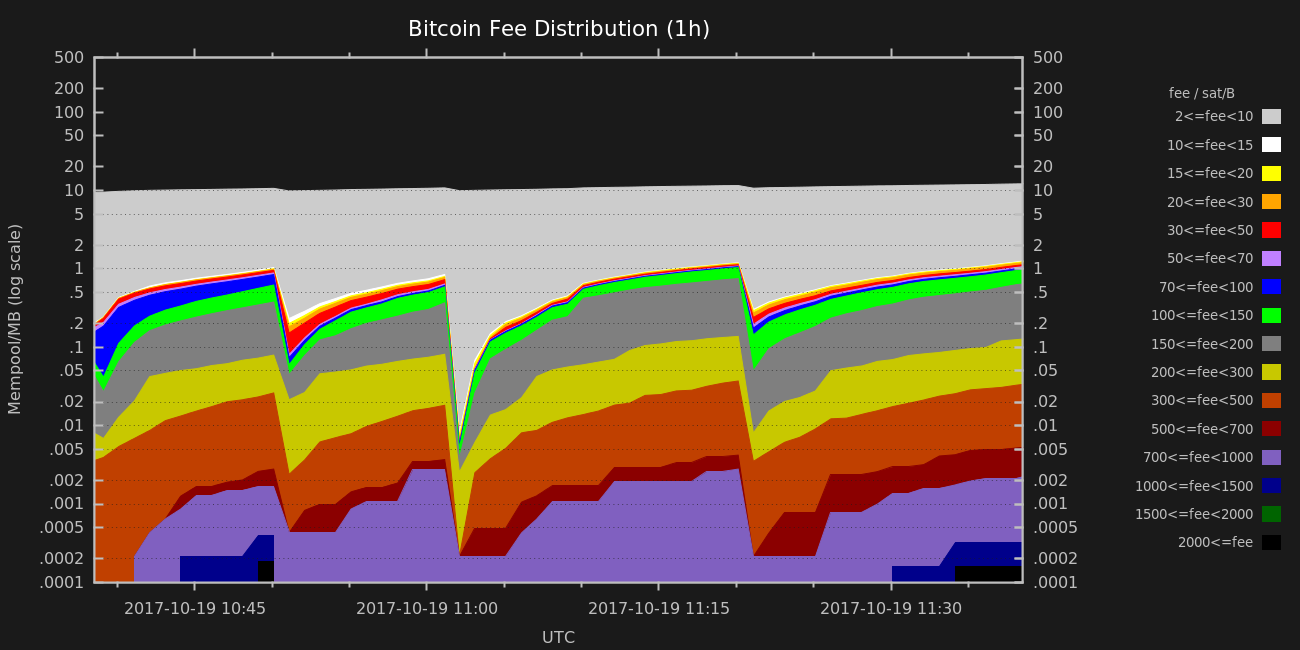 Bitcoin Fee Distribution (1h)
500 500
200 200
100 100
50 50
20 20
10 10
5 5
2 2
1 1
.5 .5
.2 .2
.1 .1
.05 .05
.02 .02
.01 .01
.005 .005
.002 .002
.001 .001
.0005 .0005
.0002 .0002
.0001 .0001
Mempool/MB (log scale)
2017-10-19 10:45 2017-10-19 11:00 2017-10-19 11:15 2017-10-19 11:30
UTC
fee / sat/B
2<=fee<10
10<=fee<15
15<=fee<20
20<=fee<30
30<=fee<50
50<=fee<70
70<=fee<100
100<=fee<150
150<=fee<200
200<=fee<300
300<=fee<500
500<=fee<700
700<=fee<1000
1000<=fee<1500
1500<=fee<2000
2000<=fee